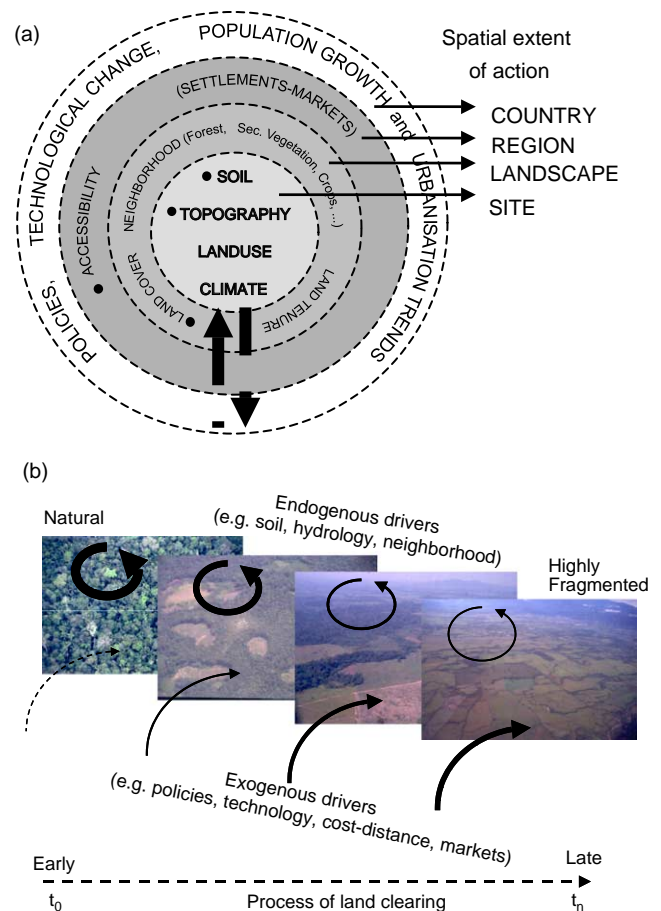 (a)
POLICIES, TECHNOLOGICAL CHANGE, POPULATION GROWTH and URBANISATION TRENDS
ACCESSIBILITY (SETTLEMENTS-MARKETS)
NEIGHBORHOOD (Forest, Sec. Vegetation, Crops, ...)
LAND COVER
LAND TENURE
SOIL
TOPOGRAPHY
LANDUSE
CLIMATE
Spatial extent
of action
COUNTRY
REGION
LANDSCAPE
SITE
(b)
Natural
Endogenous drivers
(e.g. soil, hydrology, neighborhood)
Highly
Fragmented
Exogenous drivers
(e.g. policies, technology, cost-distance, markets)
Early
Late
t0
Process of land clearing
tn